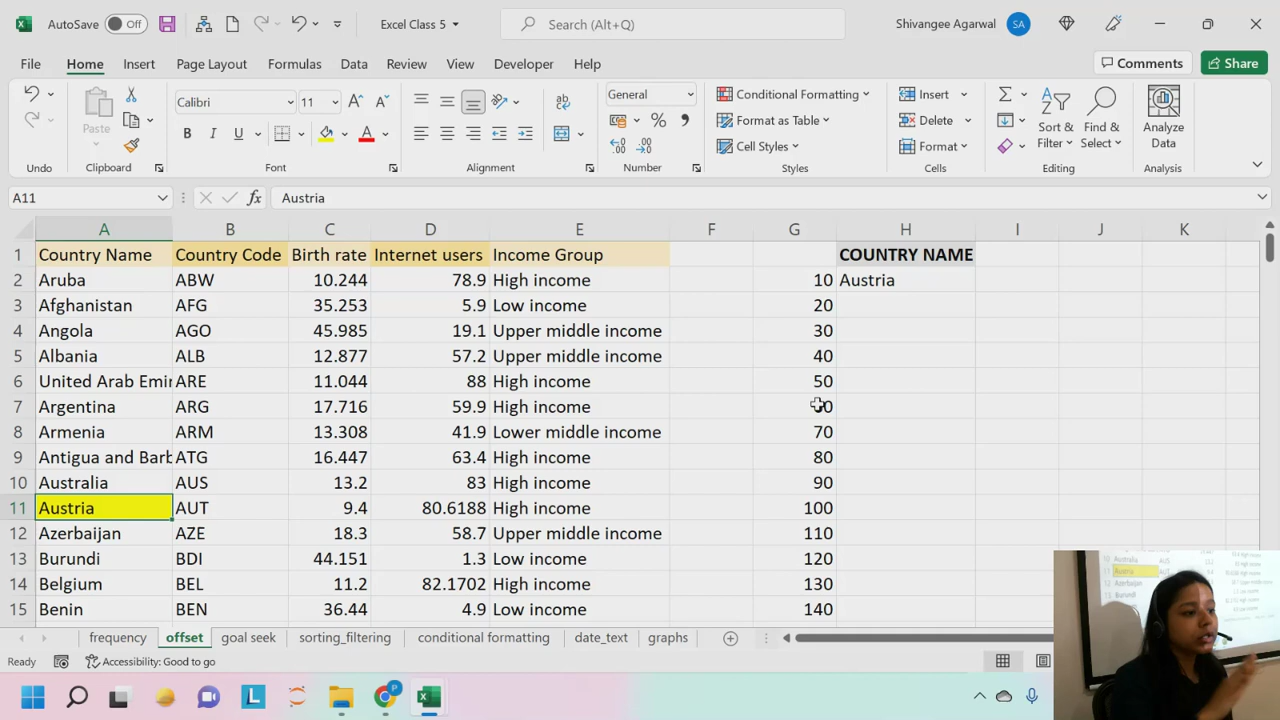 AutoSave Off Excel Class 5 Search (Alt+Q) Shivangee Agarwal SA
File Home Insert Page Layout Formulas Data Review View Developer Help Comments Share
Calibri 11 General Conditional Formatting Insert
Paste B I U Format as Table Delete Sort & Filter Find & Select Analyze Data
Cell Styles Format
Undo Clipboard Font Alignment Number Styles Cells Editing Analysis
A11 fx Austria
A B C D E F G H I J K
1 Country Name Country Code Birth rate Internet users Income Group COUNTRY NAME
2 Aruba ABW 10.244 78.9 High income 10 Austria
3 Afghanistan AFG 35.253 5.9 Low income 20
4 Angola AGO 45.985 19.1 Upper middle income 30
5 Albania ALB 12.877 57.2 Upper middle income 40
6 United Arab Emir ARE 11.044 88 High income 50
7 Argentina ARG 17.716 59.9 High income
8 Armenia ARM 13.308 41.9 Lower middle income 70
9 Antigua and Barb ATG 16.447 63.4 High income 80
10 Australia AUS 13.2 83 High income 90
11 Austria AUT 9.4 80.6188 High income 100
12 Azerbaijan AZE 18.3 58.7 Upper middle income 110
13 Burundi BDI 44.151 1.3 Low income 120
14 Belgium BEL 11.2 82.1702 High income 130
15 Benin BEN 36.44 4.9 Low income 140
frequency offset goal seek sorting_filtering conditional formatting date_text graphs
Ready Accessibility: Good to go